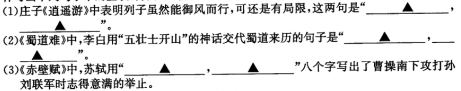 (1)庄子《逍遥游》中表明列子虽然能御风而行,可还是有局限,这两句是“▲,
▲”。
(2)《蜀道难》中,李白用“五壮士开山”的神话交代蜀道来历的句子是“▲,
▲”。
(3)《赤壁赋》中,苏轼用“▲,▲”八个字写出了曹操南下攻打孙
刘联军时志得意满的举止。